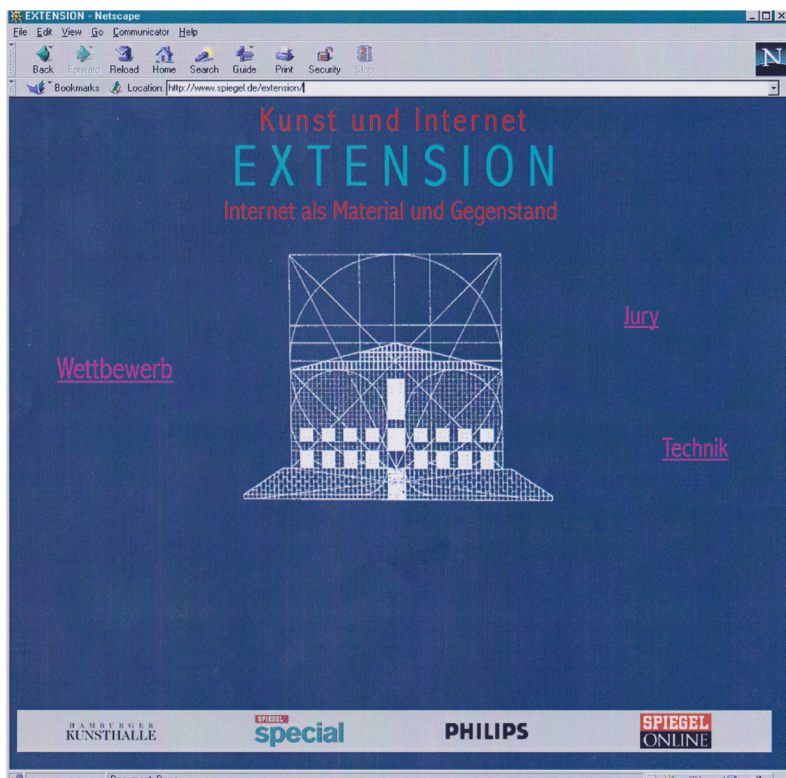 EXTENSION - Netscape
File Edit View Go Communicator Help
Back Forward Reload Home Search Guide Print Security Stop
N
Bookmarks Location: http://www.spiegel.de/extension/
Kunst und Internet
EXTENSION
Internet als Material und Gegenstand
Jury
Wettbewerb
Technik
HAMBURGER
KUNSTHALLE
SPIEGEL
special
PHILIPS
SPIEGEL
ONLINE